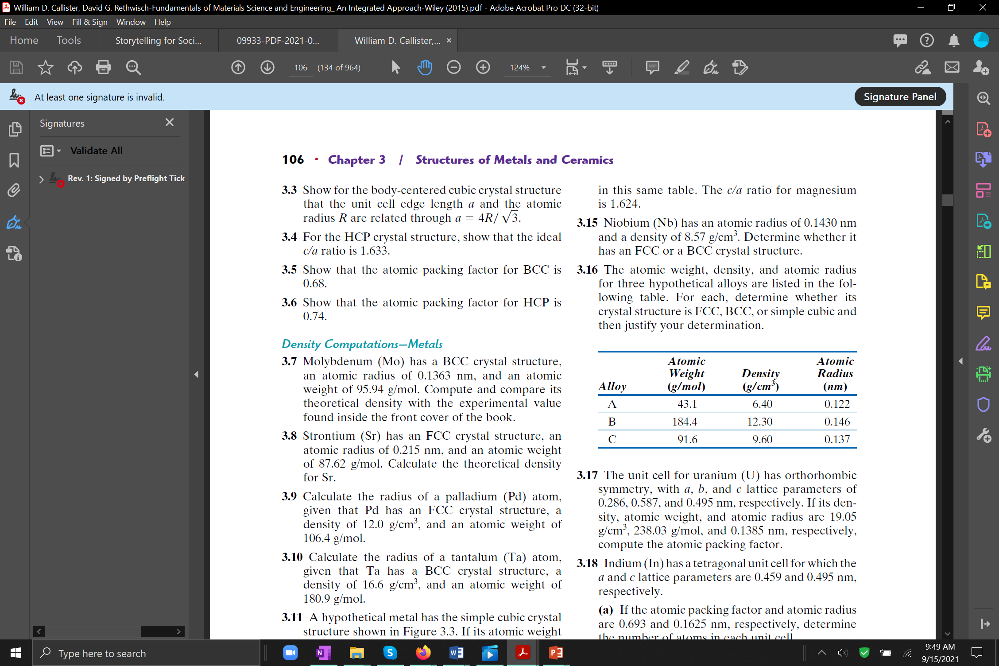 William D. Callister, David G. Rethwisch-Fundamentals of Materials Science and Engineering_ An Integrated Approach-Wiley (2015).pdf - Adobe Acrobat Pro DC (32-bit)
File Edit View Fill & Sign Window Help
Home Tools Storytelling for Soci... 09933-PDF-2021-0... William D. Callister,... ×
106 (134 of 964) 124%
At least one signature is invalid. Signature Panel
Signatures
Validate All
Rev. 1: Signed by Preflight Tick
106 • Chapter 3 / Structures of Metals and Ceramics
3.3 Show for the body-centered cubic crystal structure
that the unit cell edge length a and the atomic
radius R are related through a = 4R/√3.
3.4 For the HCP crystal structure, show that the ideal
c/a ratio is 1.633.
3.5 Show that the atomic packing factor for BCC is
0.68.
3.6 Show that the atomic packing factor for HCP is
0.74.
Density Computations—Metals
3.7 Molybdenum (Mo) has a BCC crystal structure,
an atomic radius of 0.1363 nm, and an atomic
weight of 95.94 g/mol. Compute and compare its
theoretical density with the experimental value
found inside the front cover of the book.
3.8 Strontium (Sr) has an FCC crystal structure, an
atomic radius of 0.215 nm, and an atomic weight
of 87.62 g/mol. Calculate the theoretical density
for Sr.
3.9 Calculate the radius of a palladium (Pd) atom,
given that Pd has an FCC crystal structure, a
density of 12.0 g/cm³, and an atomic weight of
106.4 g/mol.
3.10 Calculate the radius of a tantalum (Ta) atom,
given that Ta has a BCC crystal structure, a
density of 16.6 g/cm³, and an atomic weight of
180.9 g/mol.
3.11 A hypothetical metal has the simple cubic crystal
structure shown in Figure 3.3. If its atomic weight
in this same table. The c/a ratio for magnesium
is 1.624.
3.15 Niobium (Nb) has an atomic radius of 0.1430 nm
and a density of 8.57 g/cm³. Determine whether it
has an FCC or a BCC crystal structure.
3.16 The atomic weight, density, and atomic radius
for three hypothetical alloys are listed in the fol-
lowing table. For each, determine whether its
crystal structure is FCC, BCC, or simple cubic and
then justify your determination.
Atomic Atomic
Weight Density Radius
Alloy (g/mol) (g/cm³) (nm)
A 43.1 6.40 0.122
B 184.4 12.30 0.146
C 91.6 9.60 0.137
3.17 The unit cell for uranium (U) has orthorhombic
symmetry, with a, b, and c lattice parameters of
0.286, 0.587, and 0.495 nm, respectively. If its den-
sity, atomic weight, and atomic radius are 19.05
g/cm³, 238.03 g/mol, and 0.1385 nm, respectively,
compute the atomic packing factor.
3.18 Indium (In) has a tetragonal unit cell for which the
a and c lattice parameters are 0.459 and 0.495 nm,
respectively.
(a) If the atomic packing factor and atomic radius
are 0.693 and 0.1625 nm, respectively, determine
the number of atoms in each unit cell.
Type here to search
9:49 AM
9/15/2021